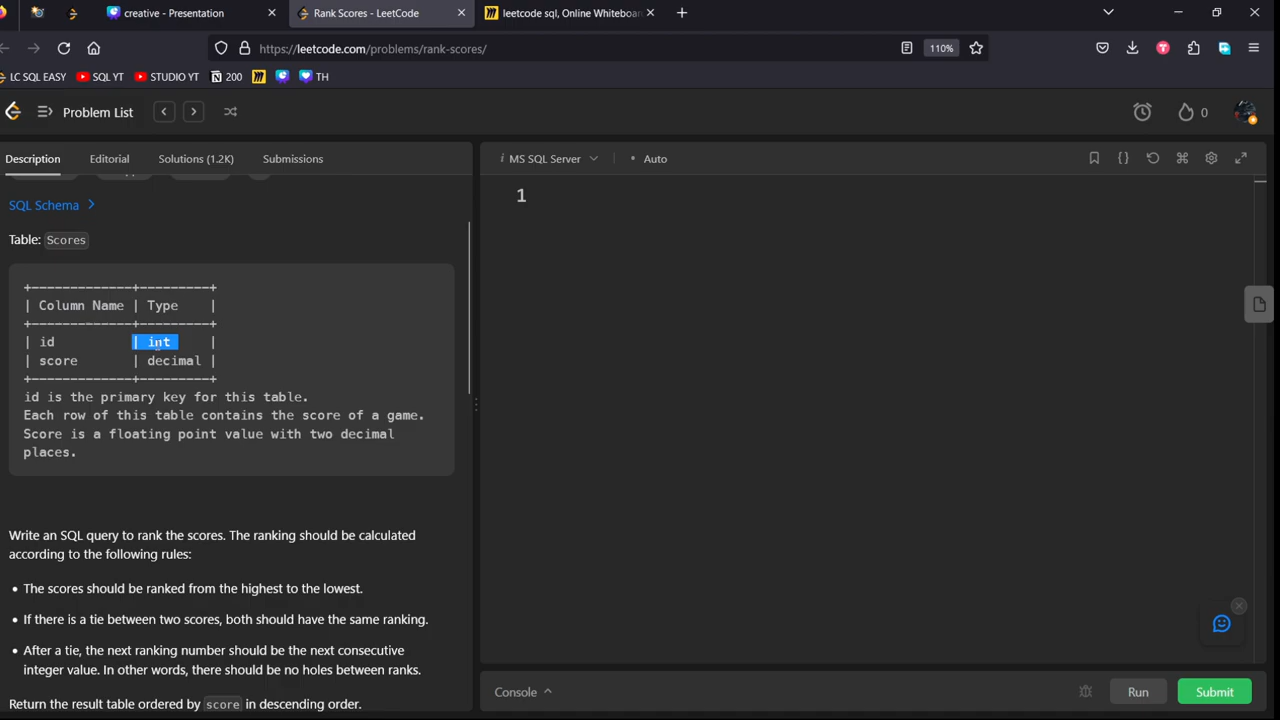 creative - Presentation
Rank Scores - LeetCode
leetcode sql, Online Whiteboar
https://leetcode.com/problems/rank-scores/
110%
LC SQL EASY
SQL YT
STUDIO YT
200
TH
Problem List
0
Description
Editorial
Solutions (1.2K)
Submissions
i MS SQL Server
• Auto
1
SQL Schema
Table: Scores
+-------------+---------+
| Column Name | Type    |
+-------------+---------+
| id          | int     |
| score       | decimal |
+-------------+---------+
id is the primary key for this table.
Each row of this table contains the score of a game.
Score is a floating point value with two decimal
places.
Write an SQL query to rank the scores. The ranking should be calculated
according to the following rules:
• The scores should be ranked from the highest to the lowest.
• If there is a tie between two scores, both should have the same ranking.
• After a tie, the next ranking number should be the next consecutive
integer value. In other words, there should be no holes between ranks.
Return the result table ordered by score in descending order.
Console
Run
Submit